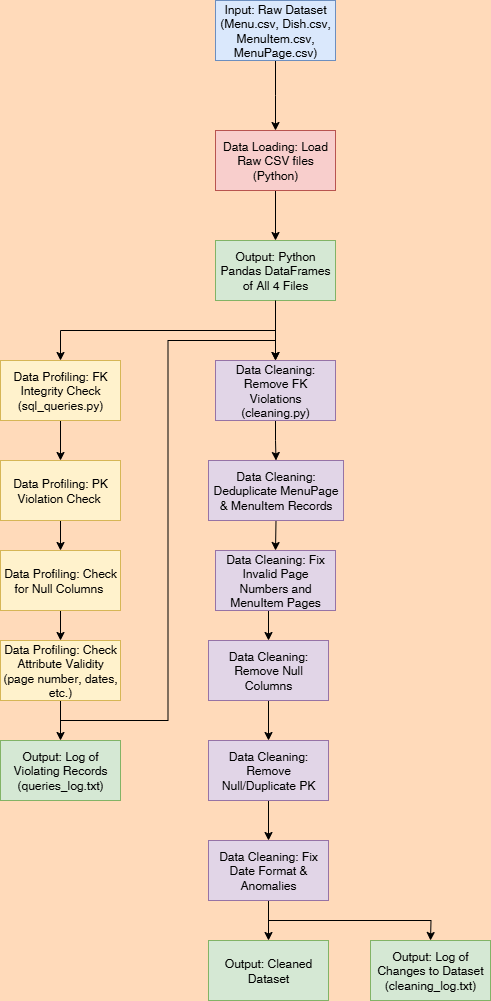 Input: Raw Dataset
(Menu.csv, Dish.csv,
MenuItem.csv,
MenuPage.csv)
Data Loading: Load
Raw CSV files
(Python)
Output: Python
Pandas DataFrames
of All 4 Files
Data Profiling: FK
Integrity Check
(sql_queries.py)
Data Profiling: PK
Violation Check
Data Profiling: Check
for Null Columns
Data Profiling: Check
Attribute Validity
(page number, dates,
etc.)
Output: Log of
Violating Records
(queries_log.txt)
Data Cleaning:
Remove FK
Violations
(cleaning.py)
Data Cleaning:
Deduplicate MenuPage
& MenuItem Records
Data Cleaning: Fix
Invalid Page
Numbers and
MenuItem Pages
Data Cleaning:
Remove Null
Columns
Data Cleaning:
Remove
Null/Duplicate PK
Data Cleaning: Fix
Date Format &
Anomalies
Output: Cleaned
Dataset
Output: Log of
Changes to Dataset
(cleaning_log.txt)